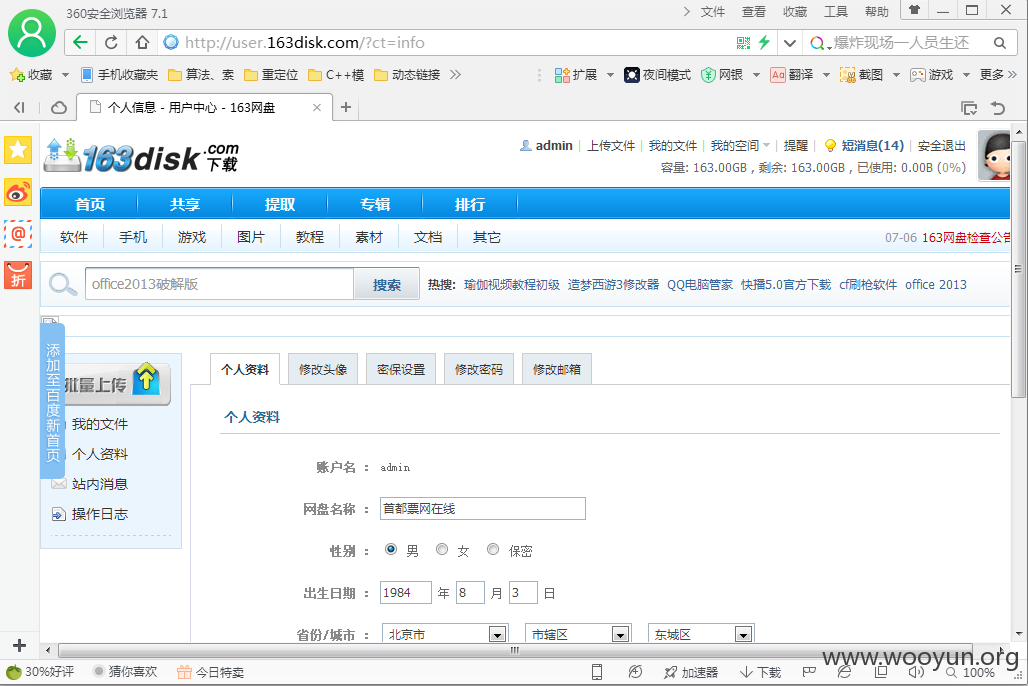 360安全浏览器 7.1
文件 查看 收藏 工具 帮助
http://user.163disk.com/?ct=info
爆炸现场一人员生还
收藏 手机收藏夹 算法、索 重定位 C++模 动态链接 扩展 夜间模式 网银 翻译 截图 游戏 更多
个人信息 - 用户中心 - 163网盘
163disk.com下载
admin 上传文件 我的文件 我的空间 提醒 短消息(14) 安全退出
容量: 163.00GB , 剩余: 163.00GB , 已使用: 0.00B (0%)
首页 共享 提取 专辑 排行
软件 手机 游戏 图片 教程 素材 文档 其它 07-06 163网盘检查公告
office2013破解版 搜索 热搜: 瑜伽视频教程初级 造梦西游3修改器 QQ电脑管家 快播5.0官方下载 cf刷枪软件 office 2013
添加至百度新首页
批量上传
我的文件
个人资料
站内消息
操作日志
个人资料 修改头像 密保设置 修改密码 修改邮箱
个人资料
账户名 : admin
网盘名称 : 首都票网在线
性别 : 男 女 保密
出生日期 : 1984 年 8 月 3 日
省份/城市 : 北京市 市辖区 东城区
www.wooyun.org
30%好评 猜你喜欢 今日特卖 加速器 下载 100%
@
折
Aa